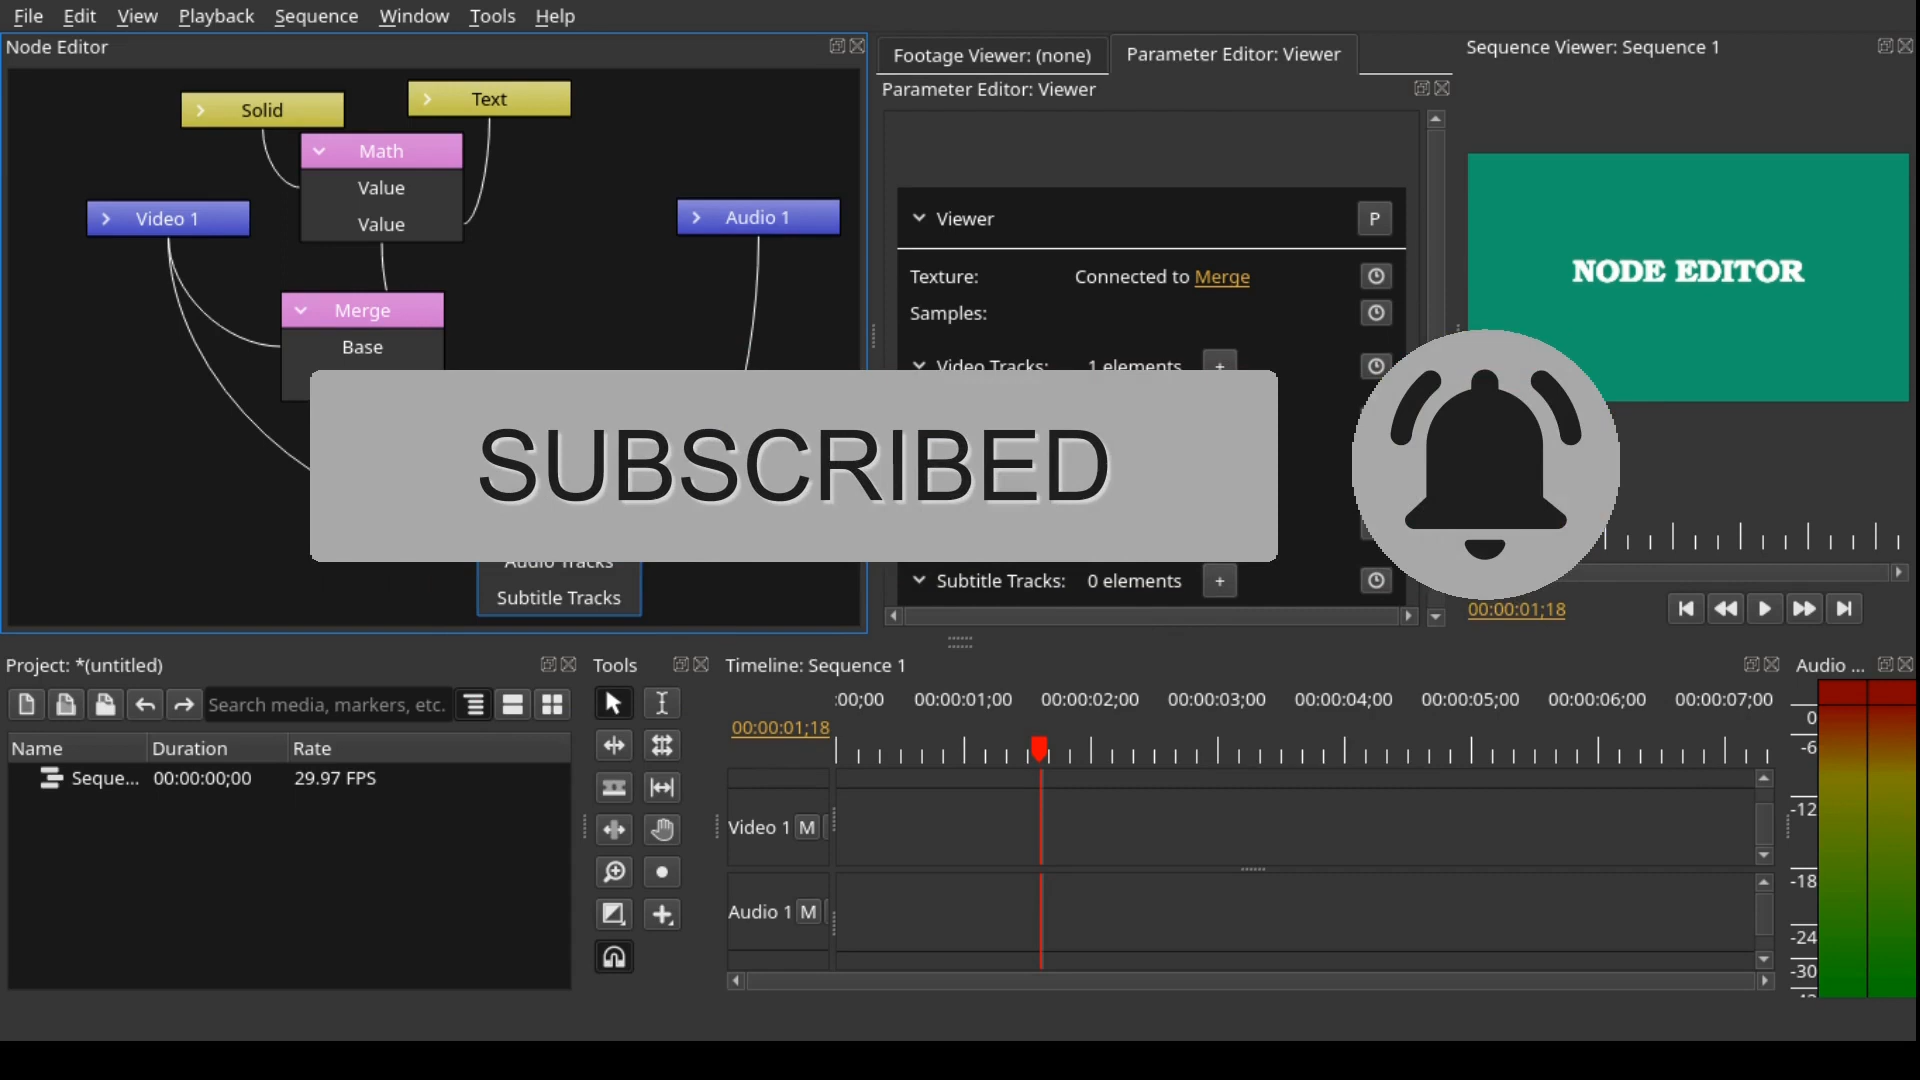 File Edit View Playback Sequence Window Tools Help
Node Editor
Solid
Text
Math
Value
Value
Video 1
Audio 1
Merge
Base
Audio Tracks
Subtitle Tracks
Footage Viewer: (none)
Parameter Editor: Viewer
Parameter Editor: Viewer
Viewer
P
Texture: Connected to Merge
Samples:
Video Tracks: 1 elements +
Subtitle Tracks: 0 elements +
Sequence Viewer: Sequence 1
NODE EDITOR
00:00:01;18
SUBSCRIBED
Project: *(untitled)
Search media, markers, etc.
Name Duration Rate
Seque... 00:00:00;00 29.97 FPS
Tools
Timeline: Sequence 1
:00;00 00:00:01;00 00:00:02;00 00:00:03;00 00:00:04;00 00:00:05;00 00:00:06;00 00:00:07;00
00:00:01;18
Video 1 M
Audio 1 M
Audio ...
0
-6
-12
-18
-24
-30